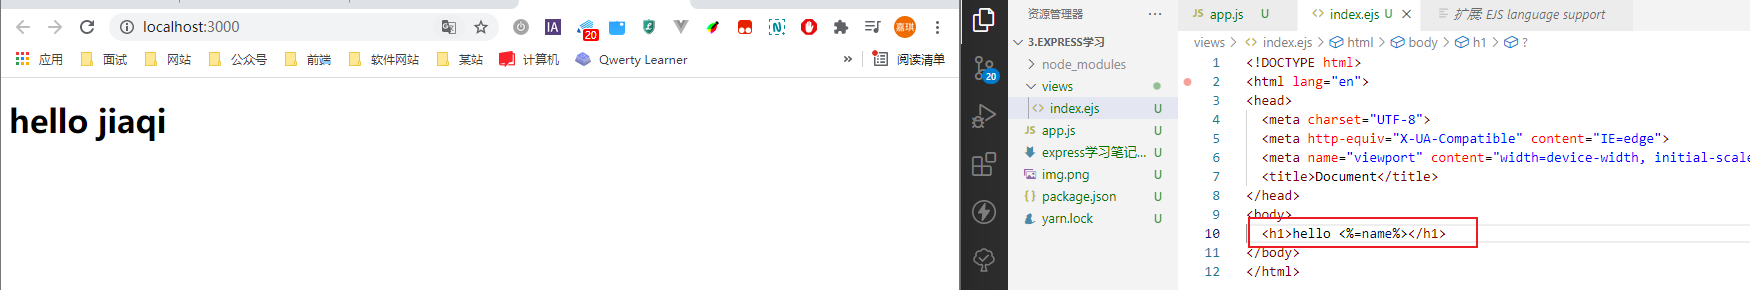 localhost:3000
IA
20
嘉琪
应用 面试 网站 公众号 前端 软件网站 某站 计算机 Qwerty Learner » 阅读清单
hello jiaqi
20
资源管理器 ···
3.EXPRESS学习
node_modules
views
<> index.ejs U
JS app.js U
express学习笔记... U
img.png U
{} package.json U
yarn.lock U
JS app.js U <> index.ejs U 扩展: EJS language support
views > <> index.ejs > html > body > h1 > ?
1 <!DOCTYPE html>
2 <html lang="en">
3 <head>
4 <meta charset="UTF-8">
5 <meta http-equiv="X-UA-Compatible" content="IE=edge">
6 <meta name="viewport" content="width=device-width, initial-scale
7 <title>Document</title>
8 </head>
9 <body>
10 <h1>hello <%=name%></h1>
11 </body>
12 </html>